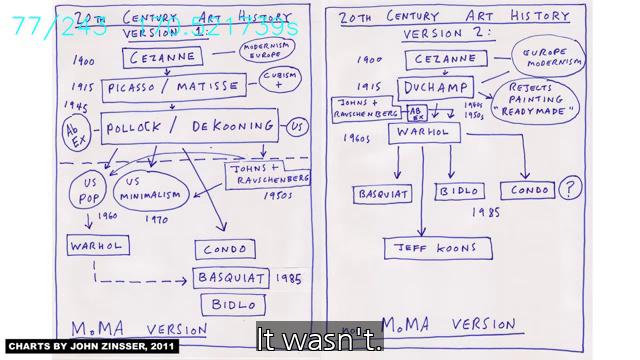 77/243 170.521739s
20TH CENTURY ART HISTORY
VERSION 1:
1900
CEZANNE
MODERNISM
EUROPE
1915
PICASSO / MATISSE
CUBISM
+
1945
Ab
Ex
POLLOCK / DEKOONING
US
JOHNS +
RAUSCHENBERG
1950s
US
POP
1960
US
MINIMALISM
1970
WARHOL
CONDO
BASQUIAT
1985
BIDLO
MoMA VERSION
20TH CENTURY ART HISTORY
VERSION 2:
1900
CEZANNE
EUROPE
MODERNISM
1915
DUCHAMP
REJECTS
PAINTING
"READYMADE"
JOHNS +
RAUSCHENBERG
AB
EX
1940s
1950s
1960s
WARHOL
BASQUIAT
BIDLO
CONDO
?
1985
JEFF KOONS
MoMA VERSION
CHARTS BY JOHN ZINSSER, 2011
It wasn't.